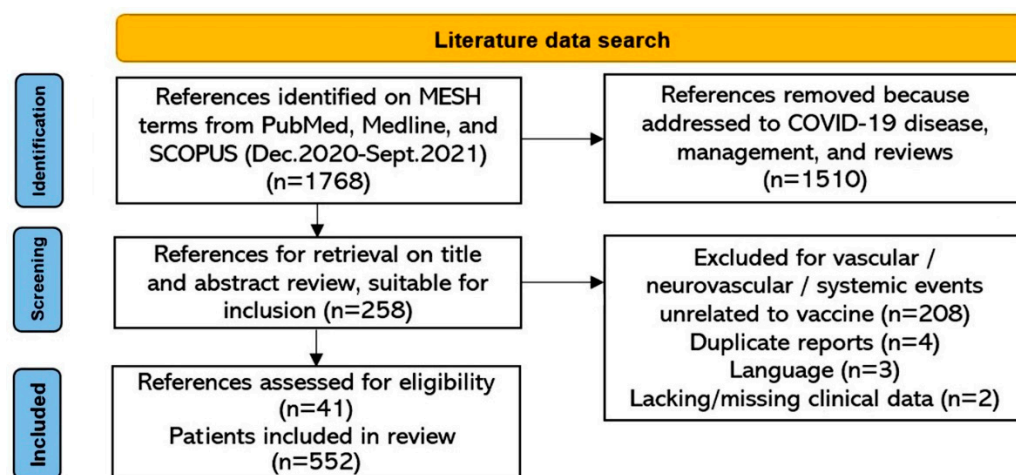 Literature data search
Identification
References identified on MESH
terms from PubMed, Medline, and
SCOPUS (Dec.2020-Sept.2021)
(n=1768)
References removed because
addressed to COVID-19 disease,
management, and reviews
(n=1510)
Screening
References for retrieval on title
and abstract review, suitable for
inclusion (n=258)
Excluded for vascular /
neurovascular / systemic events
unrelated to vaccine (n=208)
Duplicate reports (n=4)
Language (n=3)
Lacking/missing clinical data (n=2)
Included
References assessed for eligibility
(n=41)
Patients included in review
(n=552)